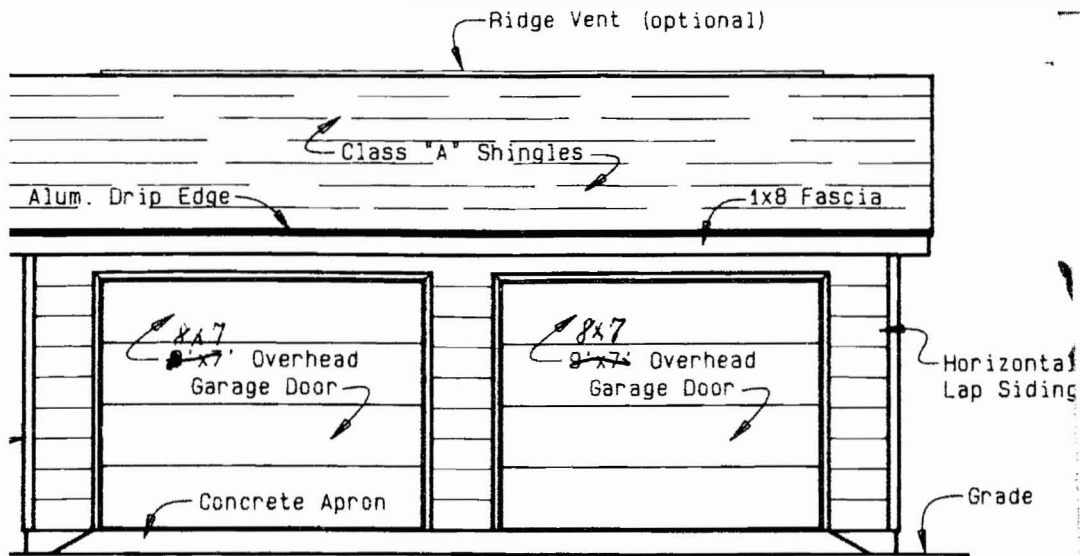 Ridge Vent (optional)
Class "A" Shingles
Alum. Drip Edge
1x8 Fascia
8x7
9'x7' Overhead
Garage Door
8x7
9'x7' Overhead
Garage Door
Horizontal
Lap Siding
Concrete Apron
Grade